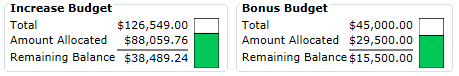 Increase Budget
Total $126,549.00
Amount Allocated $88,059.76
Remaining Balance $38,489.24
Bonus Budget
Total $45,000.00
Amount Allocated $29,500.00
Remaining Balance $15,500.00